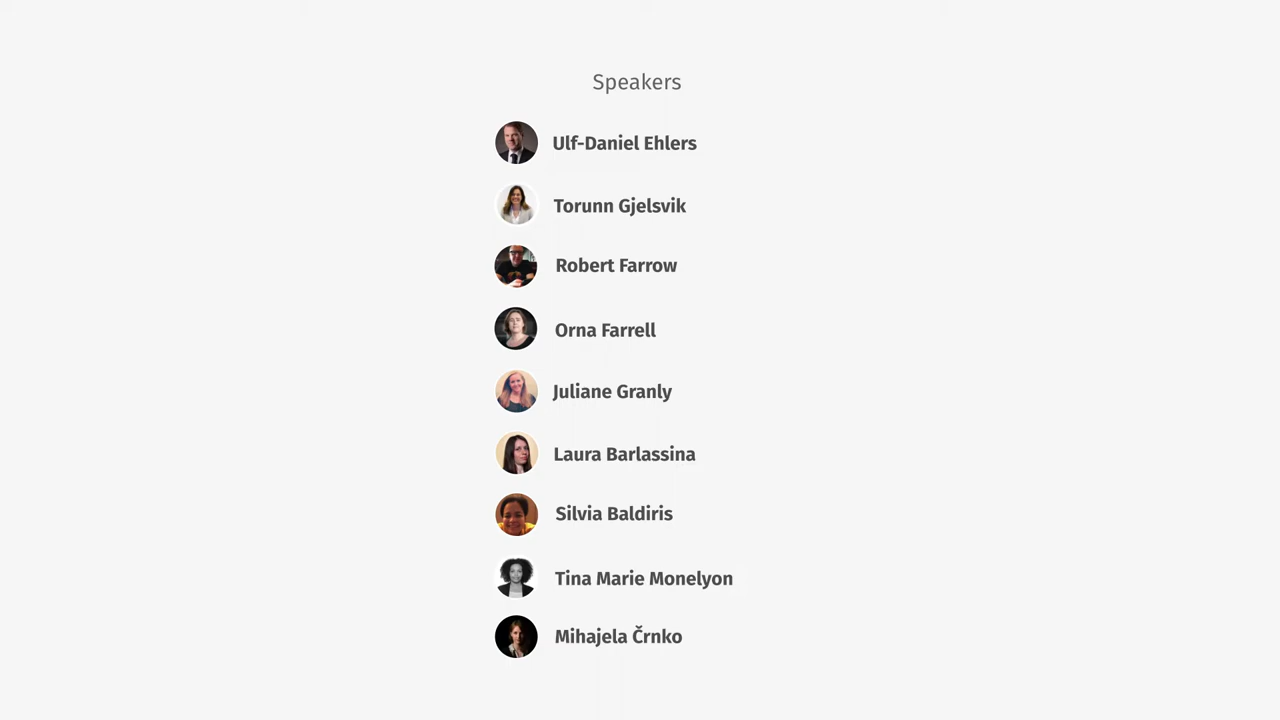 Speakers
Ulf-Daniel Ehlers
Torunn Gjelsvik
Robert Farrow
Orna Farrell
Juliane Granly
Laura Barlassina
Silvia Baldiris
Tina Marie Monelyon
Mihajela Črnko